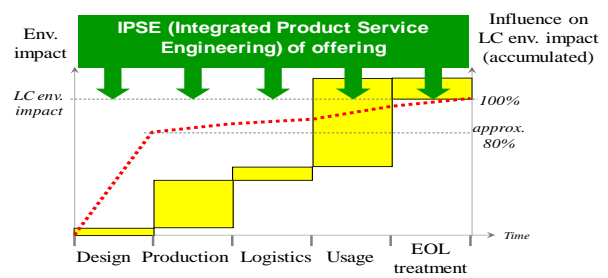 Env.
impact
IPSE (Integrated Product Service
Engineering) of offering
Influence on
LC env. impact
(accumulated)
LC env.
impact
100%
approx.
80%
Time
Design Production Logistics Usage EOL
treatment